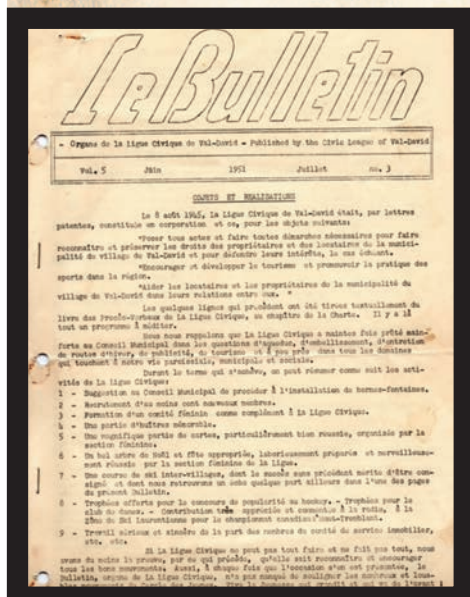 Le Bulletin
- Organe de la Ligue Civique de Val-David - Published by the Civic League of Val-David
Vol. 5 Juin 1951 Juillet no. 3
OBJETS ET REALISATIONS
Le 8 août 1945, la Ligue Civique de Val-David était, par lettres
patentes, constituée en corporation et ce, pour les objets suivants:
"Poser tous actes et faire toutes démarches nécessaires pour faire
reconnaître et préserver les droits des propriétaires et des locataires de la munici-
palité du village de Val-David et pour défendre leurs intérêts, le cas échéant.
"Encourager et développer le tourisme et promouvoir la pratique des
sports dans la région.
"Aider les locataires et les propriétaires de la municipalité du
village de Val-David dans leurs relations entre eux. "
Les quelques lignes qui précèdent ont été tirées textuellement du
livre des Procès-Verbaux de la Ligue Civique, au chapitre de la Charte. Il y a là
tout un programme à méditer.
Nous nous rappelons que la Ligue Civique a maintes fois prêté main-
forte au Conseil Municipal dans les questions d'aqueduc, d'embellissement, d'entretien
de routes d'hiver, de publicité, de tourisme et à peu près dans tous les domaines
qui touchent à notre vie paroissiale, municipale et sociale.
Durant le terme qui s'achève, on peut résumer comme suit les acti-
vités de la Ligue Civique:
1 - Suggestion au Conseil Municipal de procéder à l'installation de bornes-fontaines.
2 - Recrutement d'au moins cent nouveaux membres.
3 - Formation d'un comité féminin comme complément à la Ligue Civique.
4 - Une partie d'huîtres mémorable.
5 - Une magnifique partie de cartes, particulièrement bien réussie, organisée par la
section féminine.
6 - Un bel arbre de Noël et fête appropriée, laborieusement préparés et merveilleuse-
ment réussis par la section féminine de la ligue.
7 - Une course de ski inter-villages, dont le succès sans précédent mérita d'être con-
signé et dont nous retrouvons un écho quelque part ailleurs dans l'une des pages
du présent Bulletin.
8 - Trophées offerts pour le concours de popularité au hockey. - Trophées pour le
club de dames. - Contribution très appréciée et commentée à la radio, à la
zône de Ski laurentienne pour le championnat canadien Mont-Tremblant.
9 - Travail sérieux et sincère de la part des membres du comité du service immobilier,
etc. etc.
Si la Ligue Civique ne peut pas tout faire et ne fait pas tout, nous
avons du moins la preuve, par ce qui précède, qu'elle sait reconnaître et encourager
tous les bons mouvements. Aussi, à chaque fois que l'occasion s'en est présentée, le
Bulletin, organe de la Ligue Civique, n'a pas manqué de souligner les nombreux et loua-